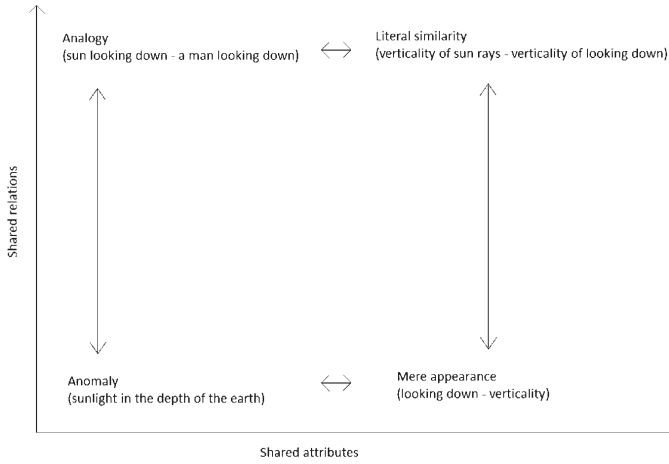 Analogy
(sun looking down - a man looking down)
Literal similarity
(verticality of sun rays - verticality of looking down)
Shared relations
Anomaly
(sunlight in the depth of the earth)
Mere appearance
(looking down - verticality)
Shared attributes